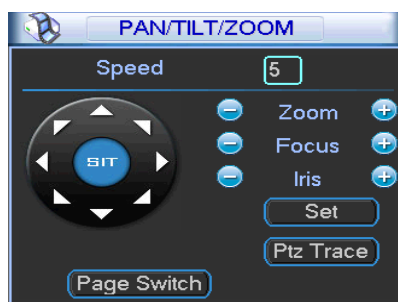 PAN/TILT/ZOOM
Speed 5
Zoom
Focus
SIT
Iris
Set
Ptz Trace
Page Switch